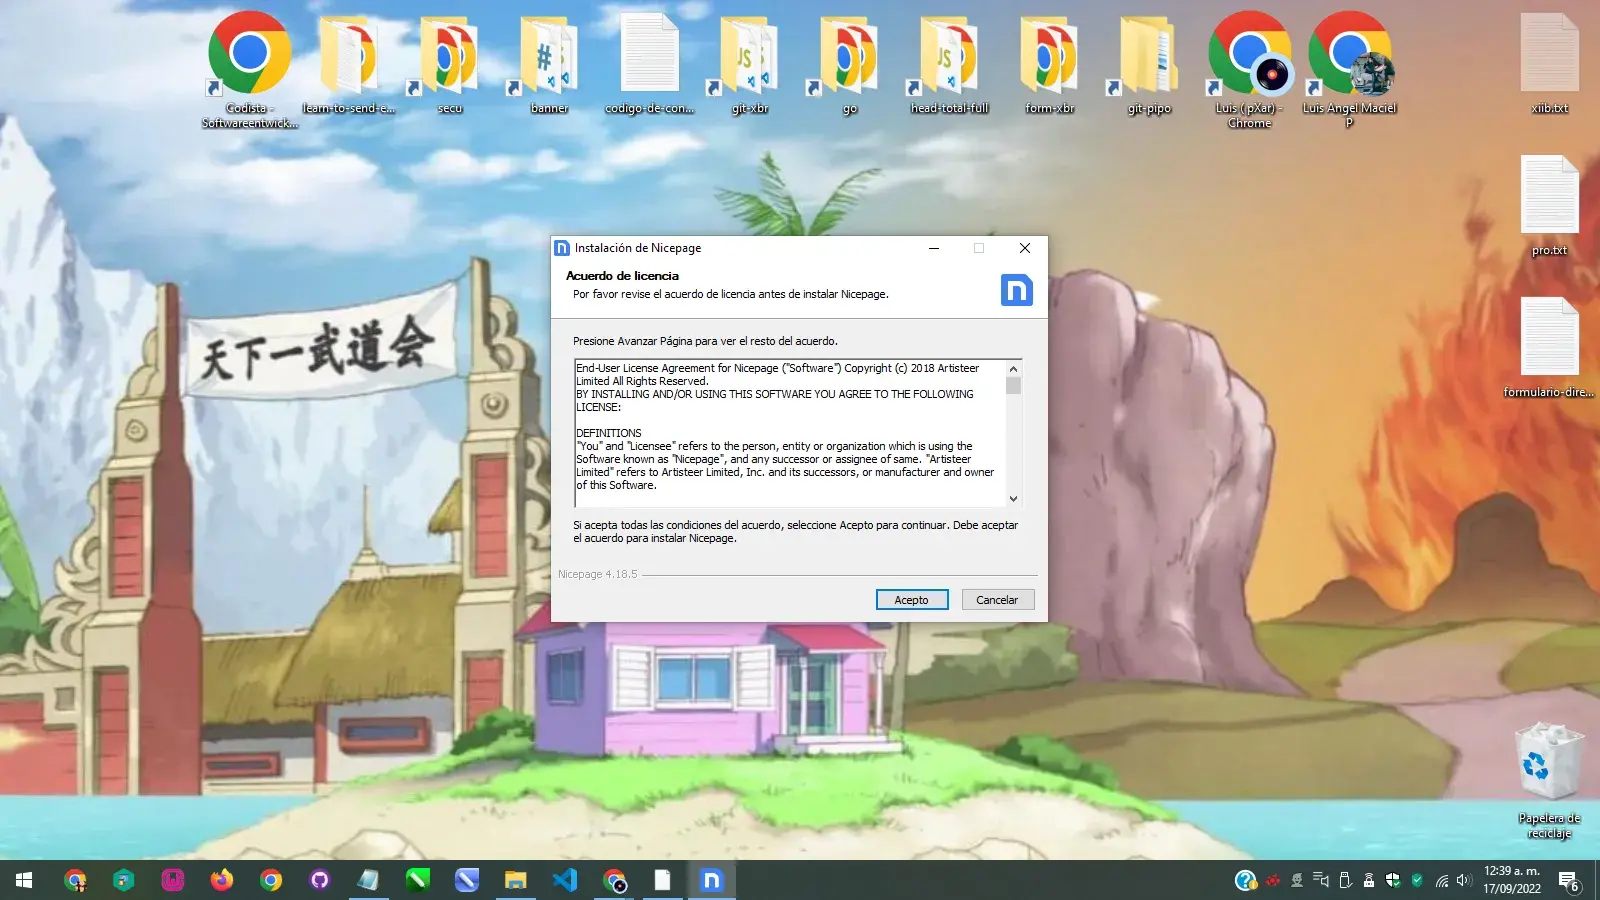 Codista -
Softwareentwick...
learn-to-send-e...
secu
banner
codigo-de-con...
git-xbr
go
head-total-full
form-xbr
git-pipo
Luis (.pXar) -
Chrome
Luis Angel Maciel
P
xiib.txt
pro.txt
formulario-dire...
天下一武道会
Instalación de Nicepage
Acuerdo de licencia
Por favor revise el acuerdo de licencia antes de instalar Nicepage.
Presione Avanzar Página para ver el resto del acuerdo.
End-User License Agreement for Nicepage ("Software") Copyright (c) 2018 Artisteer
Limited All Rights Reserved.
BY INSTALLING AND/OR USING THIS SOFTWARE YOU AGREE TO THE FOLLOWING
LICENSE:
DEFINITIONS
"You" and "Licensee" refers to the person, entity or organization which is using the
Software known as "Nicepage", and any successor or assignee of same. "Artisteer
Limited" refers to Artisteer Limited, Inc. and its successors, or manufacturer and owner
of this Software.
Si acepta todas las condiciones del acuerdo, seleccione Acepto para continuar. Debe aceptar
el acuerdo para instalar Nicepage.
Nicepage 4.18.5
Acepto
Cancelar
Papelera de
reciclaje
12:39 a. m.
17/09/2022
6